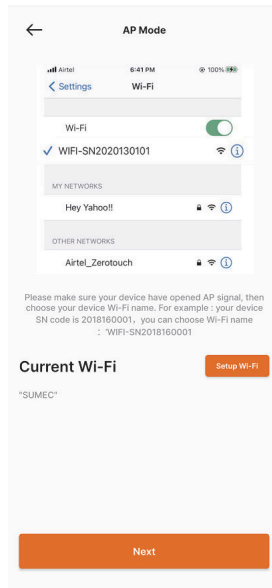 AP Mode
Airtel 6:41 PM 100%
Settings Wi-Fi
Wi-Fi
WIFI-SN2020130101
MY NETWORKS
Hey Yahoo!!
OTHER NETWORKS
Airtel_Zerotouch
Please make sure your device have opened AP signal, then
choose your device Wi-Fi name. For example : your device
SN code is 2018160001，you can choose Wi-Fi name
：'WIFI-SN2018160001
Current Wi-Fi
Setup Wi-Fi
"SUMEC"
Next